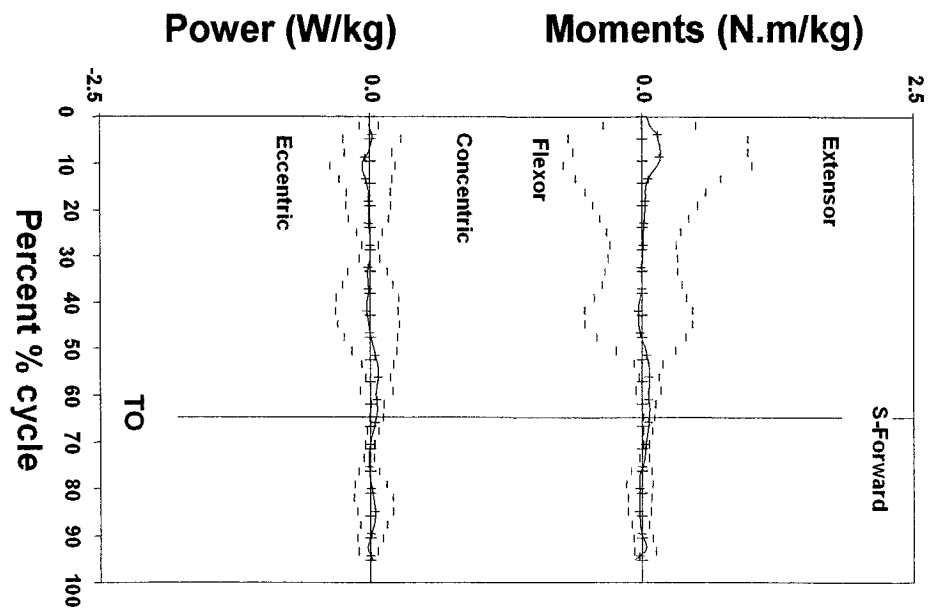 Moments (N.m/kg)
Power (W/kg)
2.5
S-Forward
Extensor
0.0
Flexor
Concentric
0.0
Eccentric
TO
-2.5
0 10 20 30 40 50 60 70 80 90 100
Percent % cycle